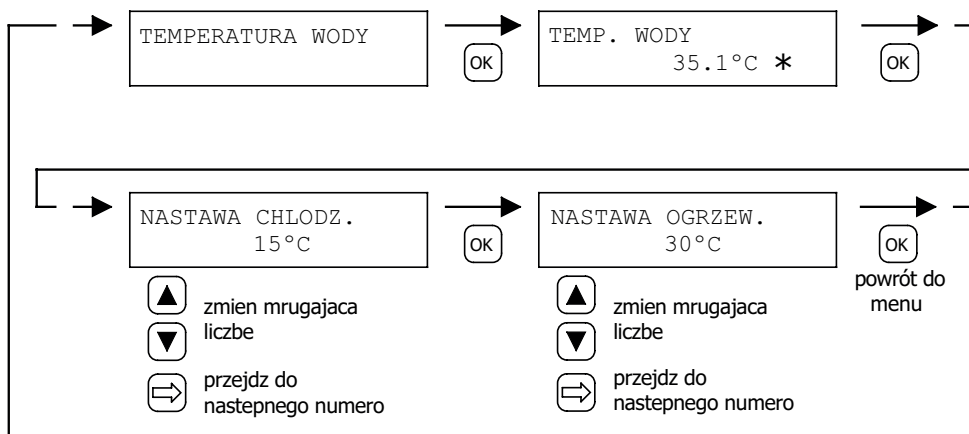 TEMPERATURA WODY
OK
TEMP. WODY
35.1°C *
OK
NASTAWA CHLODZ.
15°C
OK
NASTAWA OGRZEW.
30°C
OK
powrót do
menu
zmien mrugajaca
liczbe
przejdz do
nastepnego numero
zmien mrugajaca
liczbe
przejdz do
nastepnego numero